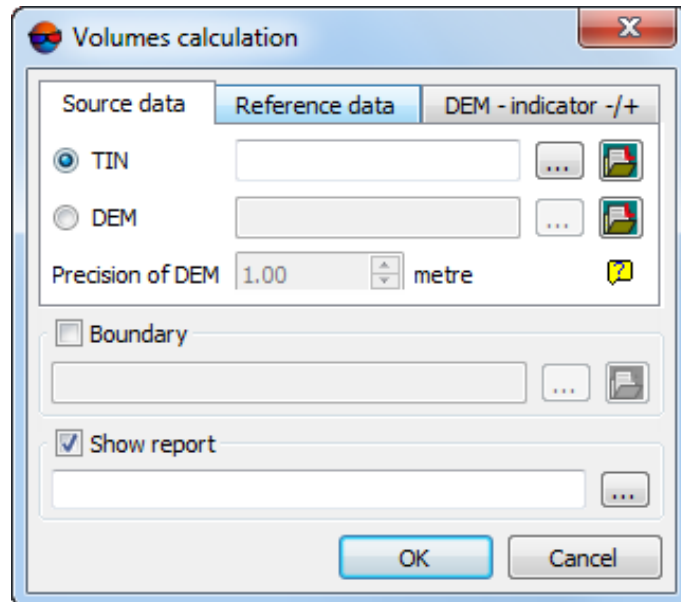 Volumes calculation
Source data Reference data DEM - indicator -/+
TIN ...
DEM ...
Precision of DEM 1.00 metre ?
Boundary
...
Show report
...
OK Cancel